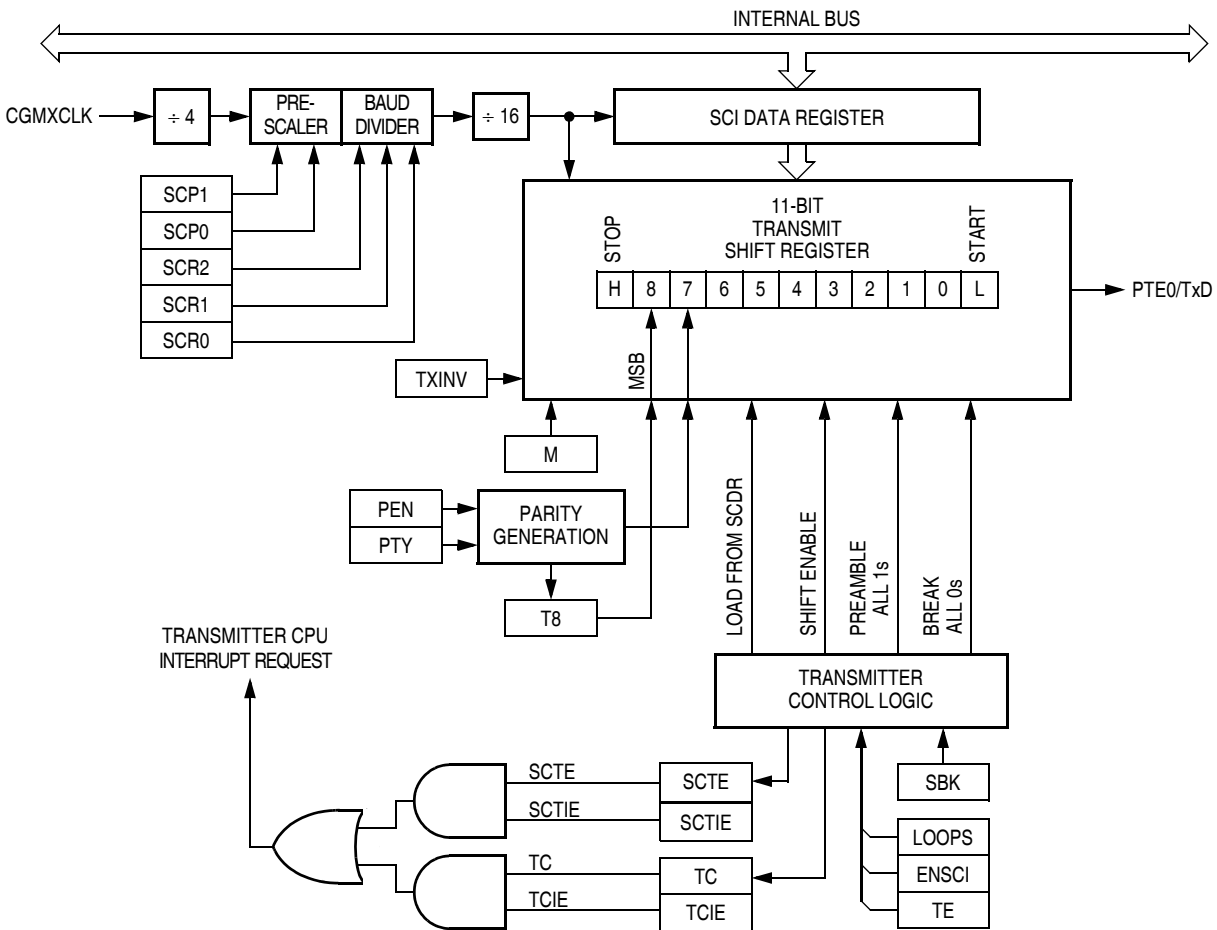 INTERNAL BUS
CGMXCLK
÷ 4
PRE-
SCALER
BAUD
DIVIDER
÷ 16
SCI DATA REGISTER
SCP1
SCP0
SCR2
SCR1
SCR0
11-BIT
TRANSMIT
SHIFT REGISTER
STOP
START
H 8 7 6 5 4 3 2 1 0 L
PTE0/TxD
MSB
TXINV
M
PEN
PTY
PARITY
GENERATION
T8
LOAD FROM SCDR
SHIFT ENABLE
PREAMBLE
ALL 1s
BREAK
ALL 0s
TRANSMITTER CPU
INTERRUPT REQUEST
TRANSMITTER
CONTROL LOGIC
SCTE
SCTE
SCTIE
SCTIE
TC
TC
TCIE
TCIE
SBK
LOOPS
ENSCI
TE